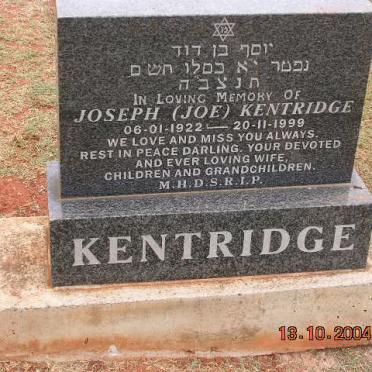 יוסף בן דוד
נפטר י״א כסלו תש״ס
ת נ צ ב ה
IN LOVING MEMORY OF
JOSEPH (JOE) KENTRIDGE
06-01-1922 — 20-11-1999
WE LOVE AND MISS YOU ALWAYS.
REST IN PEACE DARLING. YOUR DEVOTED
AND EVER LOVING WIFE,
CHILDREN AND GRANDCHILDREN.
M.H.D.S.R.I.P.
KENTRIDGE
13.10.2004